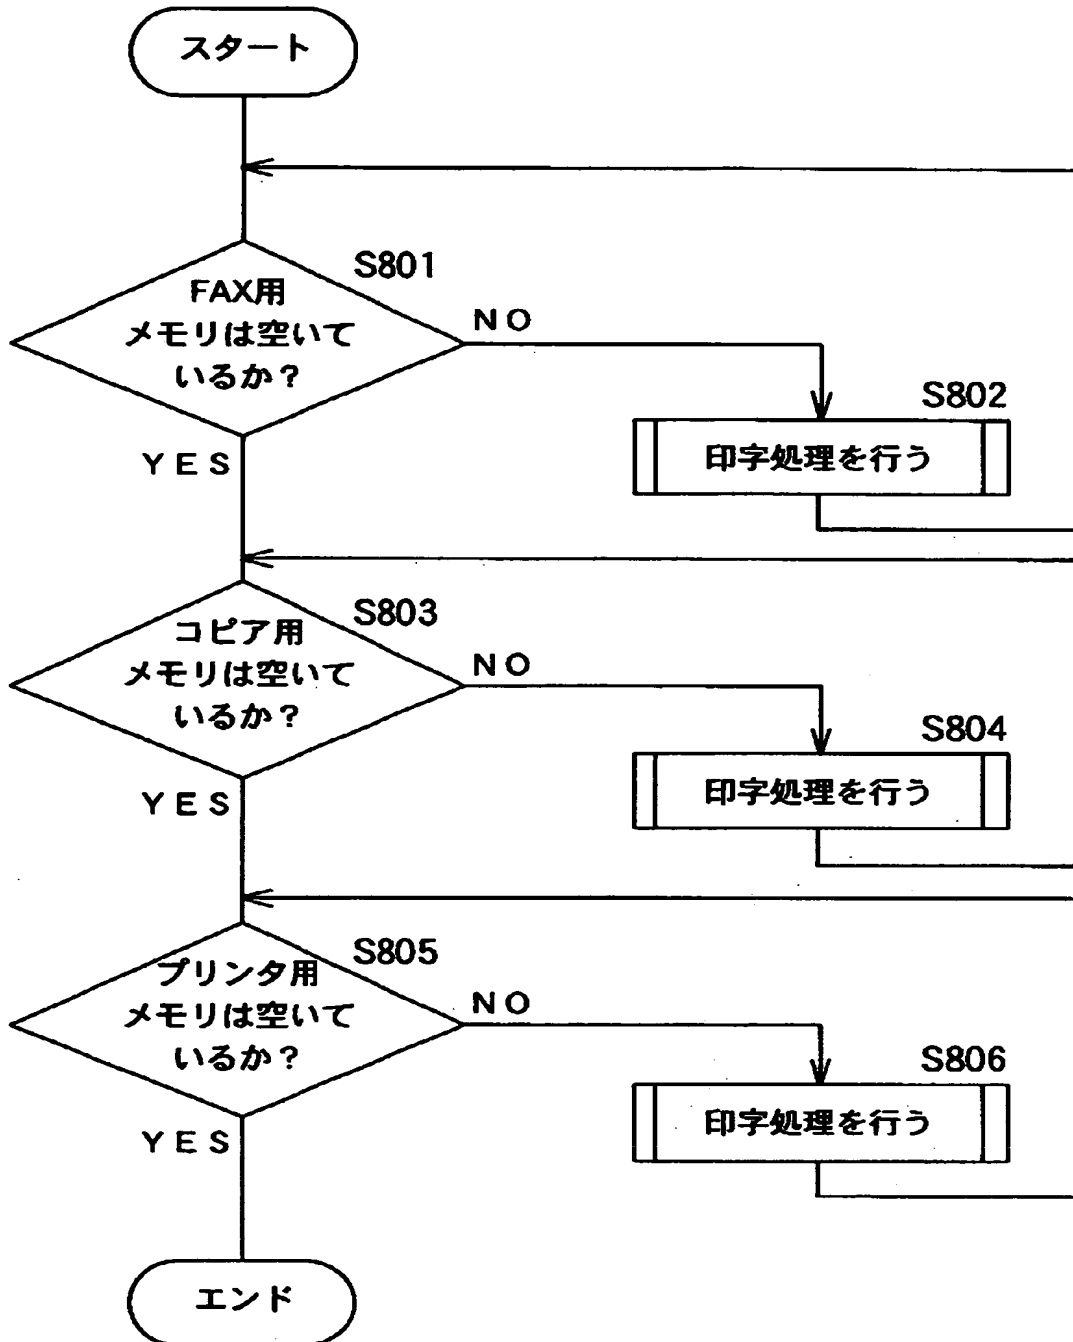 スタート
S801
FAX用
メモリは空いて
いるか？
NO
YES
S802
印字処理を行う
S803
コピア用
メモリは空いて
いるか？
NO
YES
S804
印字処理を行う
S805
プリンタ用
メモリは空いて
いるか？
NO
YES
S806
印字処理を行う
エンド